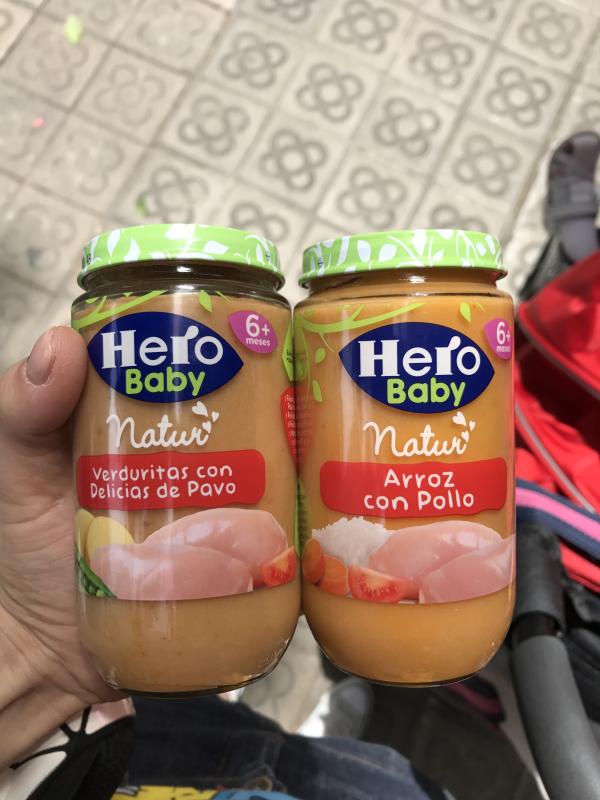 Hero
Baby
6+
meses
Natur
Verduritas con
Delicias de Pavo
Hero
Baby
6+
meses
Natur
Arroz
con Pollo